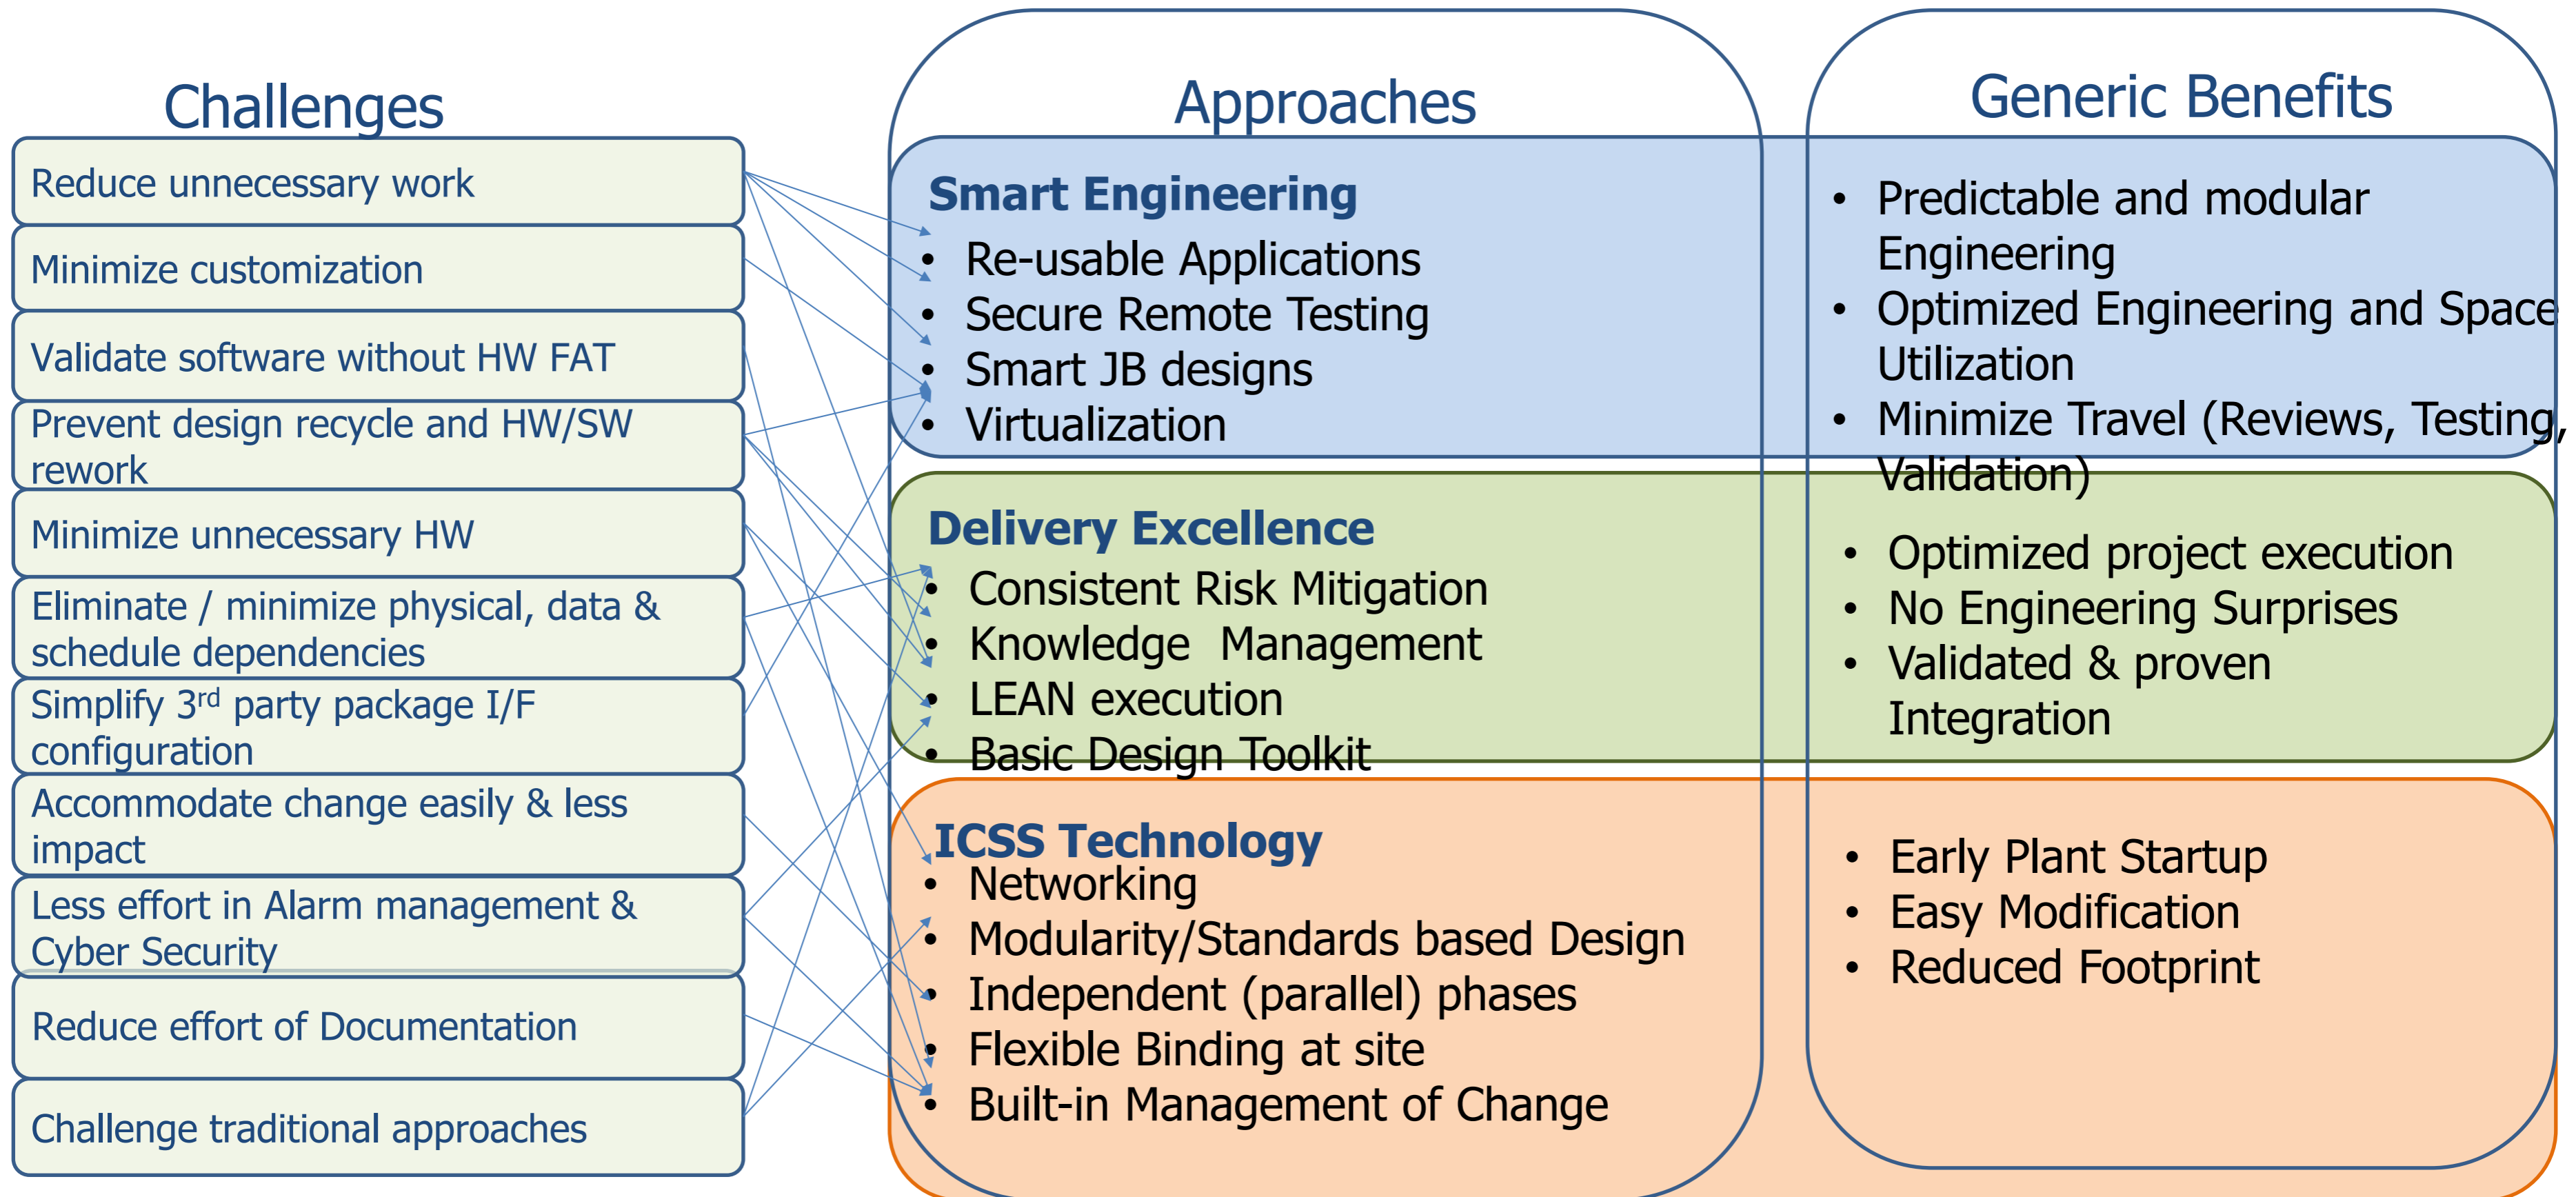 Challenges
Reduce unnecessary work
Minimize customization
Validate software without HW FAT
Prevent design recycle and HW/SW
rework
Minimize unnecessary HW
Eliminate / minimize physical, data &
schedule dependencies
Simplify 3rd party package I/F
configuration
Accommodate change easily & less
impact
Less effort in Alarm management &
Cyber Security
Reduce effort of Documentation
Challenge traditional approaches
Approaches
Smart Engineering
• Re-usable Applications
• Secure Remote Testing
• Smart JB designs
• Virtualization
Delivery Excellence
• Consistent Risk Mitigation
• Knowledge  Management
• LEAN execution
• Basic Design Toolkit
ICSS Technology
• Networking
• Modularity/Standards based Design
• Independent (parallel) phases
• Flexible Binding at site
• Built-in Management of Change
Generic Benefits
• Predictable and modular
Engineering
• Optimized Engineering and Space
Utilization
• Minimize Travel (Reviews, Testing,
Validation)
• Optimized project execution
• No Engineering Surprises
• Validated & proven
Integration
• Early Plant Startup
• Easy Modification
• Reduced Footprint